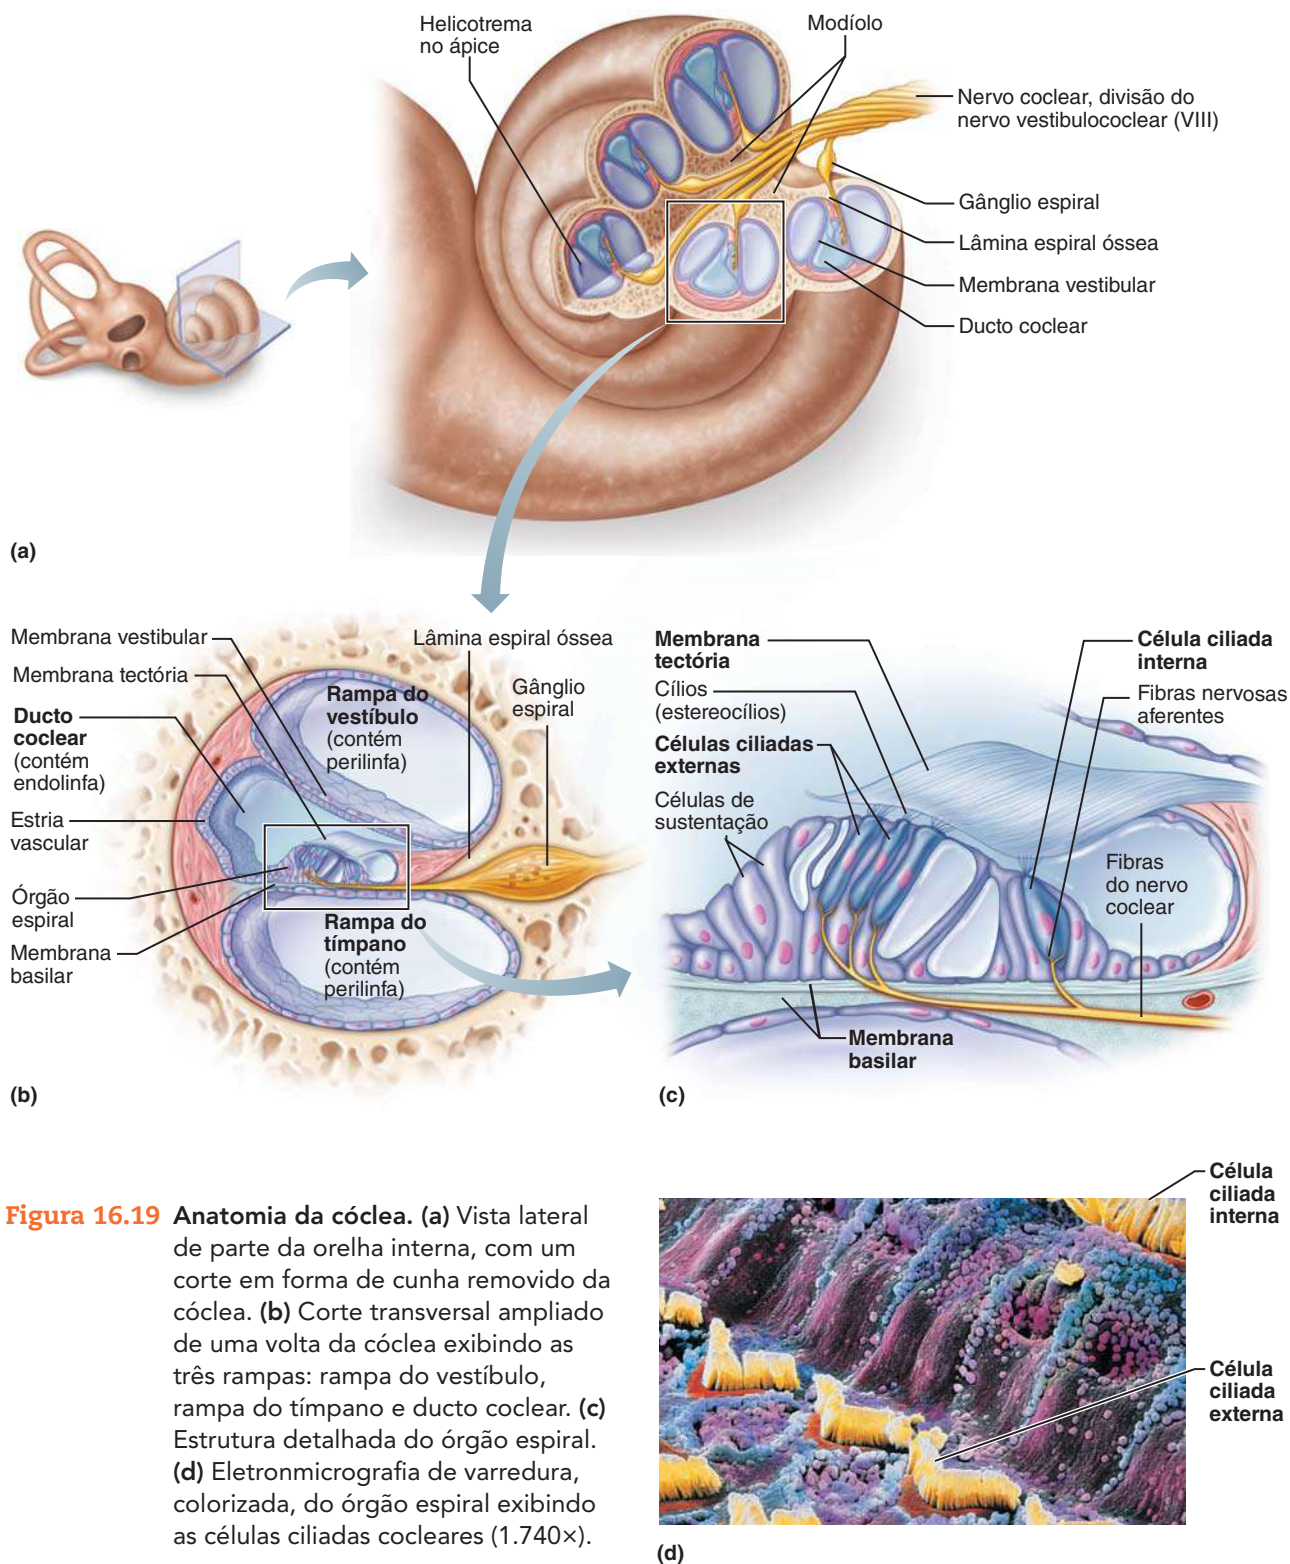 Helicotrema
no ápice
Modíolo
Nervo coclear, divisão do
nervo vestibulococlear (VIII)
Gânglio espiral
Lâmina espiral óssea
Membrana vestibular
Ducto coclear
(a)
Membrana vestibular
Membrana tectória
Ducto
coclear
(contém
endolinfa)
Estria
vascular
Órgão
espiral
Membrana
basilar
Rampa do
vestíbulo
(contém
perilinfa)
Lâmina espiral óssea
Gânglio
espiral
Rampa do
tímpano
(contém
perilinfa)
(b)
Membrana
tectória
Cílios
(estereocílios)
Células ciliadas
externas
Células de
sustentação
Célula ciliada
interna
Fibras nervosas
aferentes
Fibras
do nervo
coclear
Membrana
basilar
(c)
Figura 16.19 Anatomia da cóclea. (a) Vista lateral
de parte da orelha interna, com um
corte em forma de cunha removido da
cóclea. (b) Corte transversal ampliado
de uma volta da cóclea exibindo as
três rampas: rampa do vestíbulo,
rampa do tímpano e ducto coclear. (c)
Estrutura detalhada do órgão espiral.
(d) Eletronmicrografia de varredura,
colorizada, do órgão espiral exibindo
as células ciliadas cocleares (1.740×).
Célula
ciliada
interna
Célula
ciliada
externa
(d)